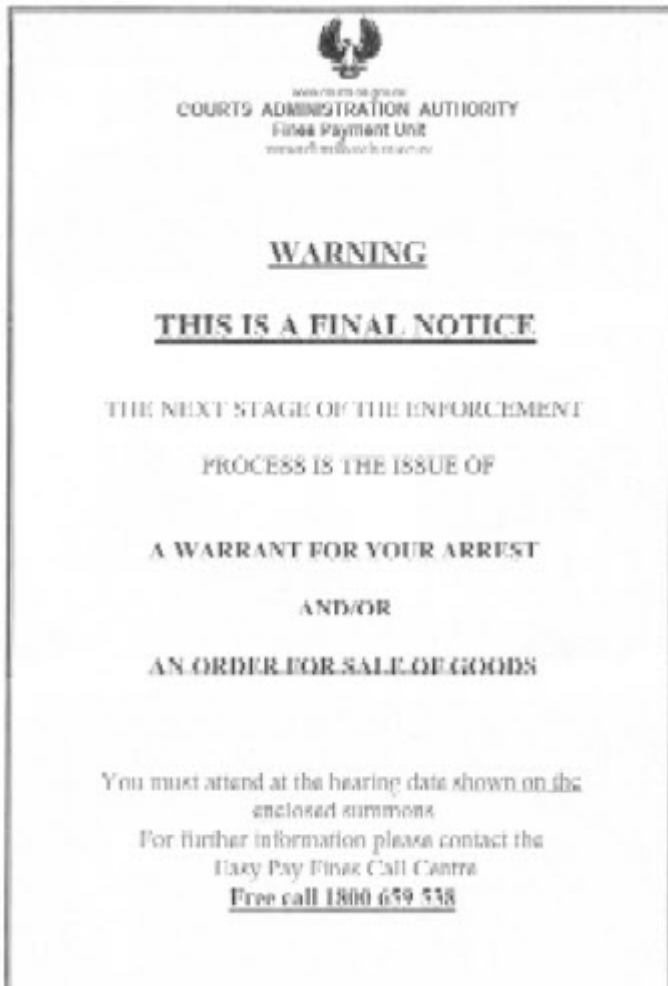 COURTS ADMINISTRATION AUTHORITY
Fines Payment Unit
WARNING
THIS IS A FINAL NOTICE
THE NEXT STAGE OF THE ENFORCEMENT
PROCESS IS THE ISSUE OF
A WARRANT FOR YOUR ARREST
AND/OR
AN ORDER FOR SALE OF GOODS
You must attend at the hearing date shown on the
enclosed summons
For further information please contact the
Easy Pay Fines Call Centre
Free call 1800 659 538